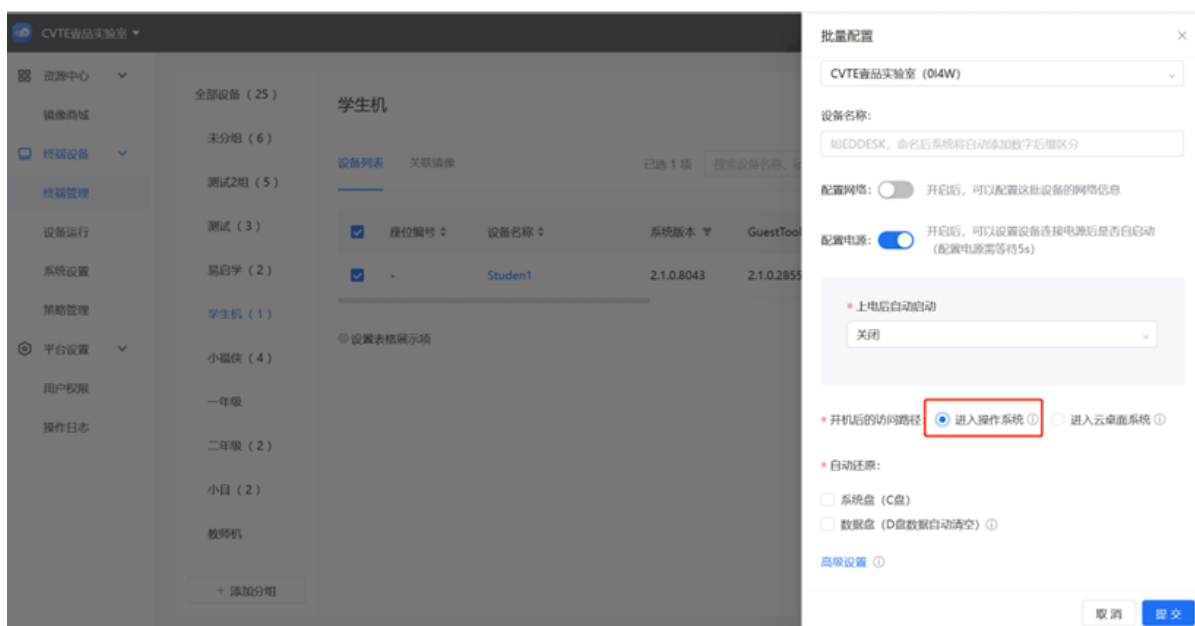 CVTE壹品实验室
资源中心
镜像商城
终端设备
终端管理
设备运行
系统设置
策略管理
平台设置
用户权限
操作日志
全部设备（25）
未分组（6）
测试2组（5）
测试（3）
易启学（2）
学生机（1）
小福侠（4）
一年级
二年级（2）
小目（2）
教师机
+ 添加分组
学生机
设备列表 关联镜像 已选 1 项 搜索设备名称、ip
座位编号 设备名称 系统版本 GuestTool
- Studen1 2.1.0.8043 2.1.0.2855
设置表格展示项
批量配置
CVTE壹品实验室（0I4W）
设备名称:
如EDDESK，命名后系统将自动添加数字后缀区分
配置网络: 开启后，可以配置这批设备的网络信息
配置电源: 开启后，可以设置设备连接电源后是否自启动
（配置电源需等待5s）
* 上电后自动启动
关闭
* 开机后的访问路径: 进入操作系统 进入云桌面系统
* 自动还原:
系统盘（C盘）
数据盘（D盘数据自动清空）
高级设置
取 消 提 交